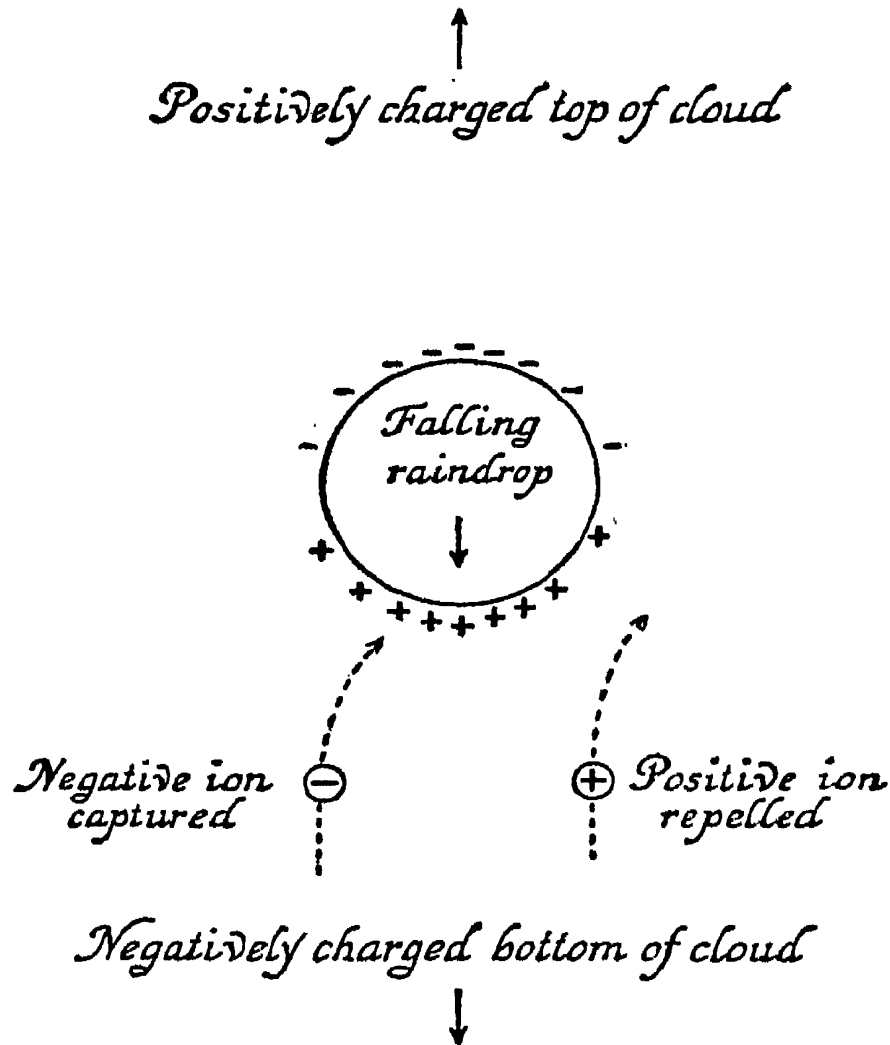 Positively charged top of cloud
- - - - - - - - - -
Falling
raindrop
+ + + + + + + + +
Negative ion
captured
-
+
Positive ion
repelled
Negatively charged bottom of cloud